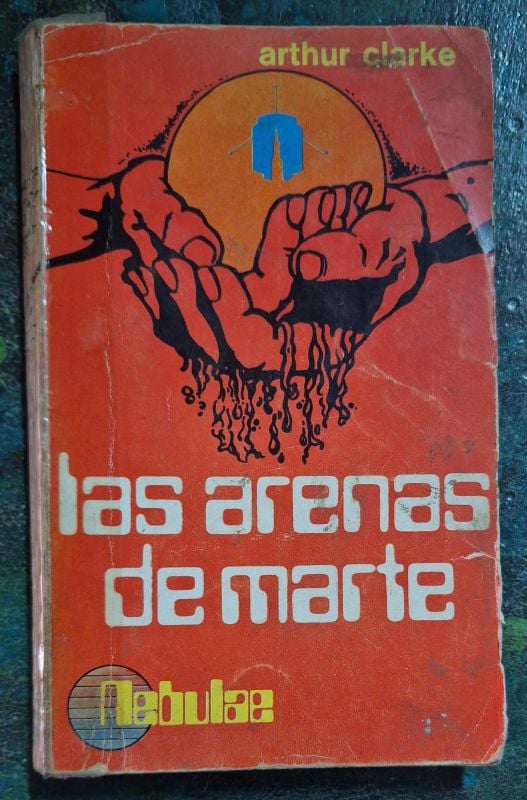 arthur clarke
las arenas
de marte
Nebulae